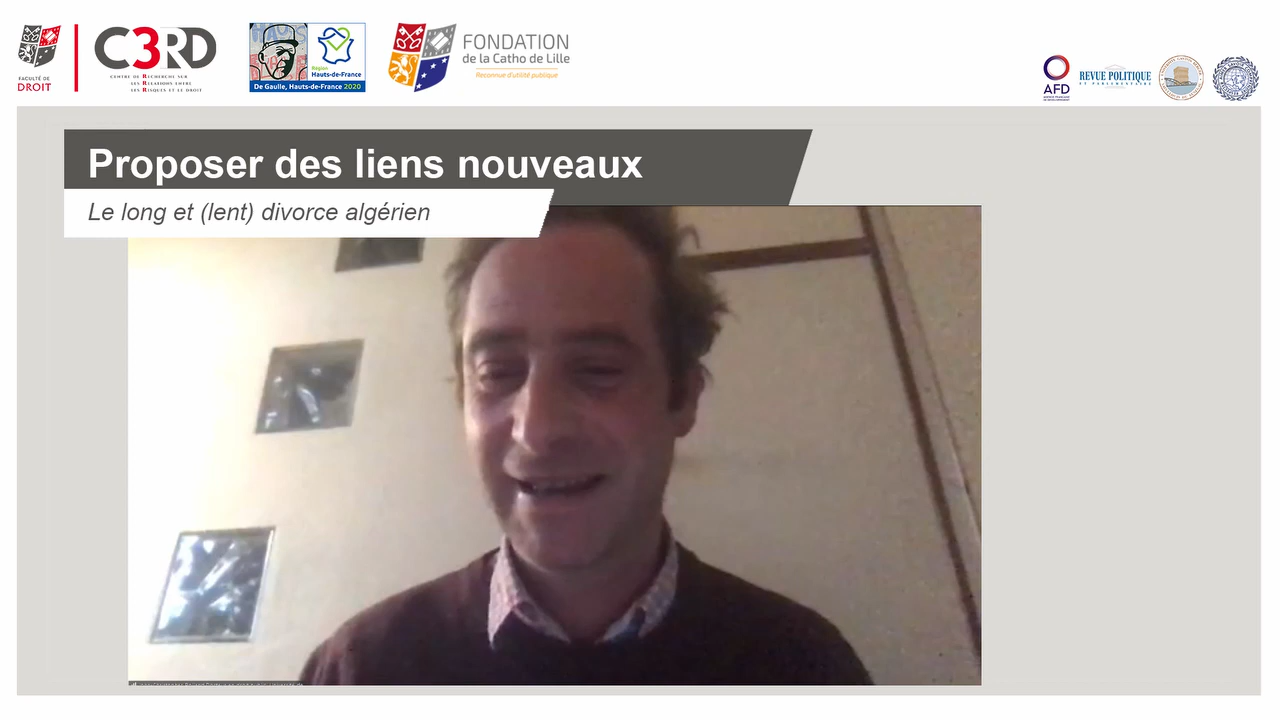 FACULTÉ DE
DROIT
C3RD
CENTRE DE RECHERCHE SUR
LES RELATIONS ENTRE
LES RISQUES ET LE DROIT
Région
Hauts-de-France
De Gaulle, Hauts-de-France 2020
FONDATION
de la Catho de Lille
Reconnue d'utilité publique
AFD
REVUE POLITIQUE
ET PARLEMENTAIRE
Proposer des liens nouveaux
Le long et (lent) divorce algérien